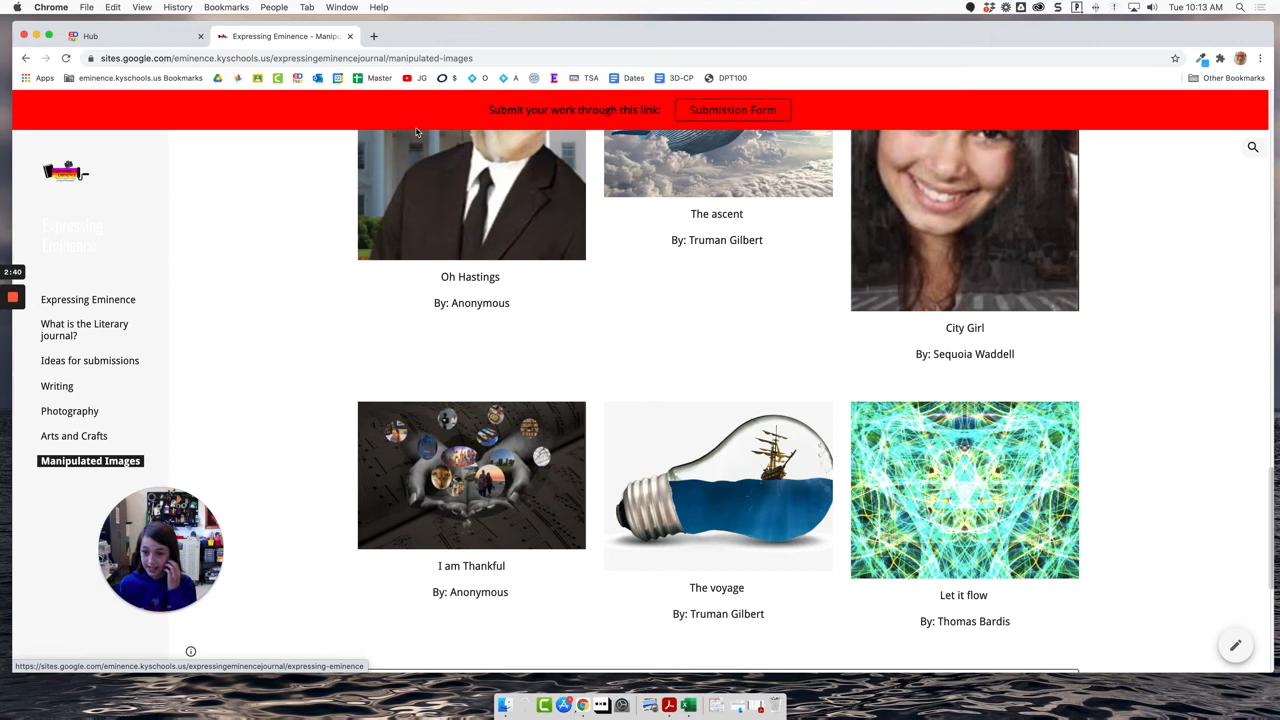 Chrome File Edit View History Bookmarks People Tab Window Help
Tue 10:13 AM
Hub
Expressing Eminence - Manipu
sites.google.com/eminence.kyschools.us/expressingeminencejournal/manipulated-images
Apps eminence.kyschools.us Bookmarks Master JG $ O A TSA Dates 3D-CP DPT100 Other Bookmarks
Submit your work through this link: Submission Form
Expressing
Eminence
2:40
Expressing Eminence
What is the Literary
journal?
Ideas for submissions
Writing
Photography
Arts and Crafts
Manipulated Images
The ascent
By: Truman Gilbert
Oh Hastings
By: Anonymous
City Girl
By: Sequoia Waddell
I am Thankful
By: Anonymous
The voyage
By: Truman Gilbert
Let it flow
By: Thomas Bardis
https://sites.google.com/eminence.kyschools.us/expressingeminencejournal/expressing-eminence